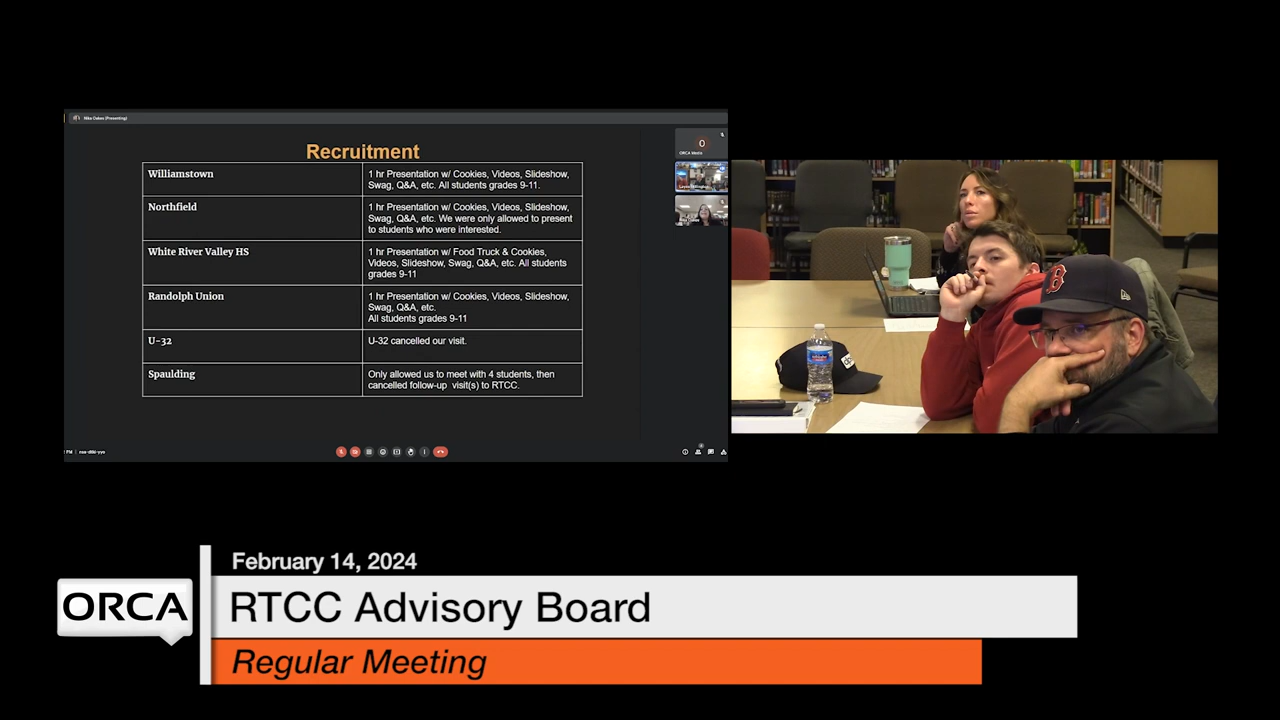 Mike Oakes (Presenting)
Recruitment
Williamstown
1 hr Presentation w/ Cookies, Videos, Slideshow,
Swag, Q&A, etc. All students grades 9-11.
Northfield
1 hr Presentation w/ Cookies, Videos, Slideshow,
Swag, Q&A, etc. We were only allowed to present
to students who were interested.
White River Valley HS
1 hr Presentation w/ Food Truck & Cookies,
Videos, Slideshow, Swag, Q&A, etc. All students
grades 9-11
Randolph Union
1 hr Presentation w/ Cookies, Videos, Slideshow,
Swag, Q&A, etc.
All students grades 9-11
U-32
U-32 cancelled our visit.
Spaulding
Only allowed us to meet with 4 students, then
cancelled follow-up visit(s) to RTCC.
O
ORCA Media
B
February 14, 2024
ORCA
RTCC Advisory Board
Regular Meeting